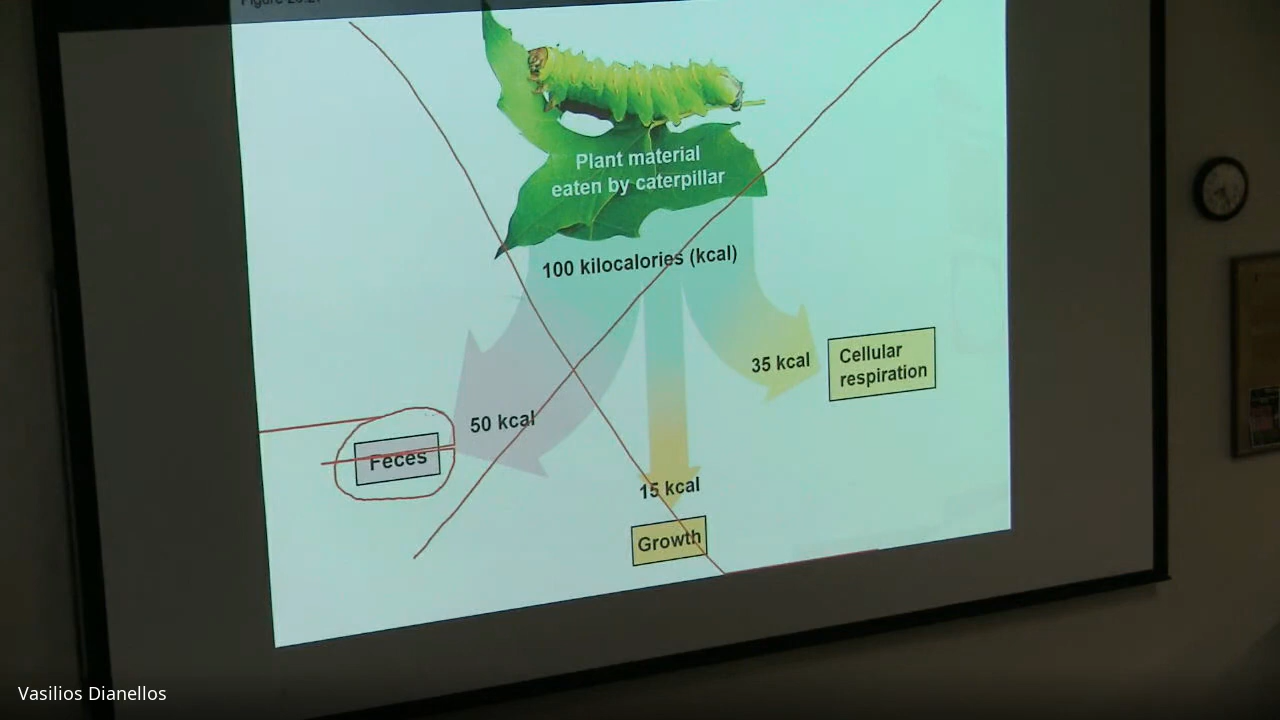 Plant material
eaten by caterpillar
100 kilocalories (kcal)
35 kcal
Cellular
respiration
50 kcal
Feces
15 kcal
Growth
Vasilios Dianellos